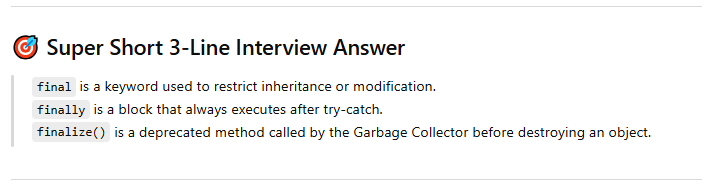 🎯 Super Short 3-Line Interview Answer
final is a keyword used to restrict inheritance or modification.
finally is a block that always executes after try-catch.
finalize() is a deprecated method called by the Garbage Collector before destroying an object.